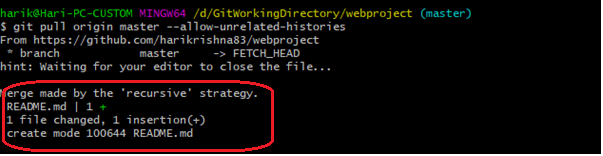 harik@Hari-PC-CUSTOM MINGW64 /d/GitWorkingDirectory/webproject (master)
$ git pull origin master --allow-unrelated-histories
From https://github.com/harikrishna83/webproject
 * branch            master     -> FETCH_HEAD
hint: Waiting for your editor to close the file...
Merge made by the 'recursive' strategy.
 README.md | 1 +
 1 file changed, 1 insertion(+)
 create mode 100644 README.md